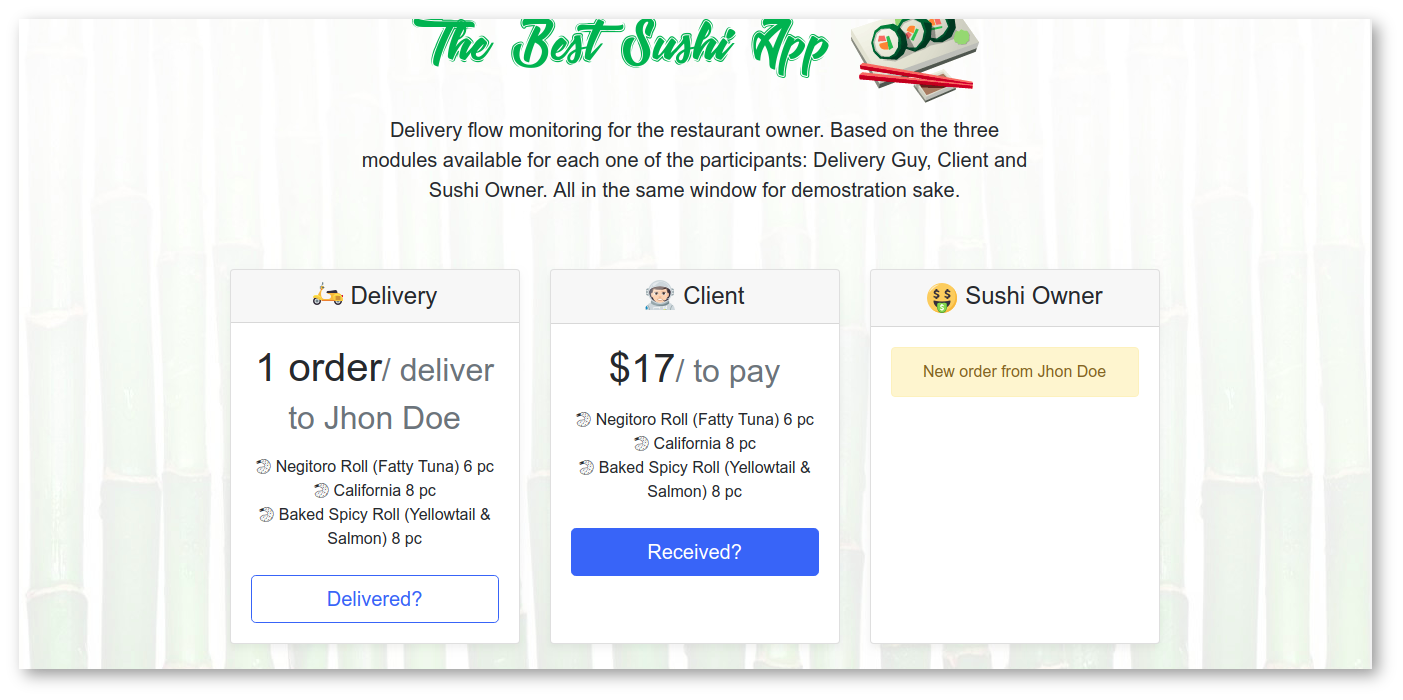 The Best Sushi App
Delivery flow monitoring for the restaurant owner. Based on the three
modules available for each one of the participants: Delivery Guy, Client and
Sushi Owner. All in the same window for demostration sake.
Delivery
1 order/ deliver
to Jhon Doe
Negitoro Roll (Fatty Tuna) 6 pc
California 8 pc
Baked Spicy Roll (Yellowtail &
Salmon) 8 pc
Delivered?
Client
$17/ to pay
Negitoro Roll (Fatty Tuna) 6 pc
California 8 pc
Baked Spicy Roll (Yellowtail &
Salmon) 8 pc
Received?
Sushi Owner
New order from Jhon Doe